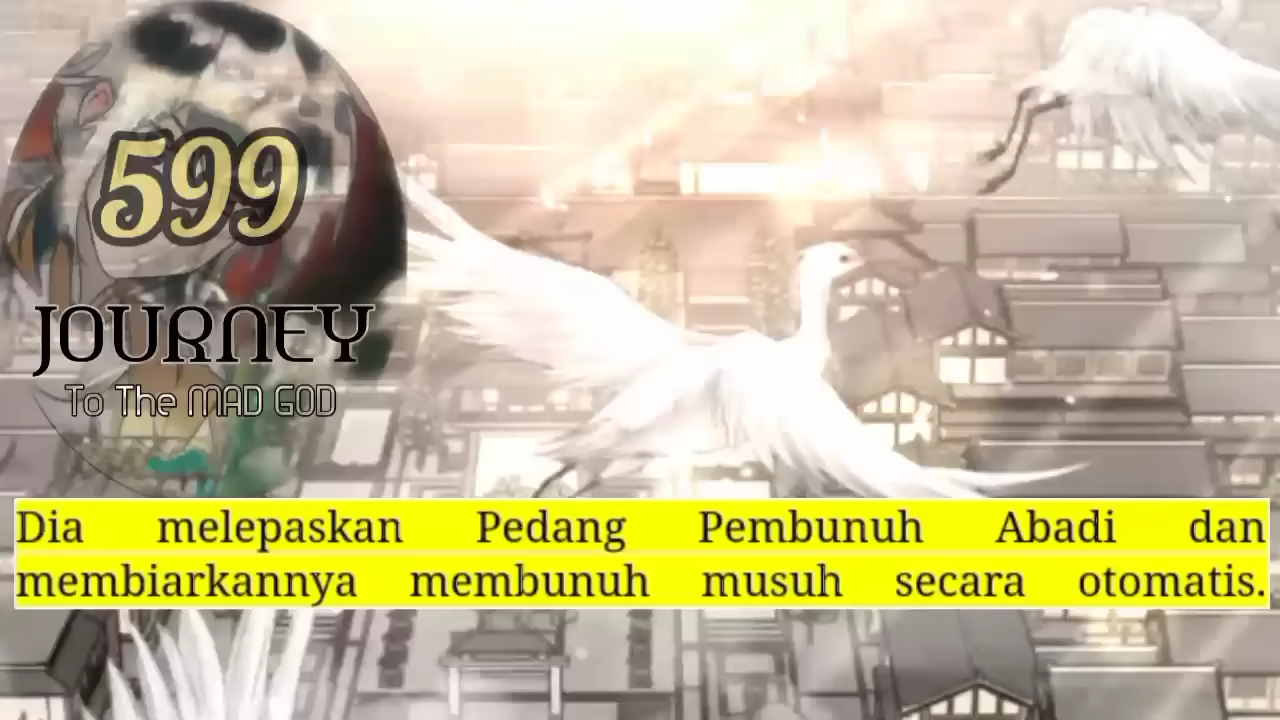 599
JOURNEY
To The MAD GOD
Dia melepaskan Pedang Pembunuh Abadi dan
membiarkannya membunuh musuh secara otomatis.